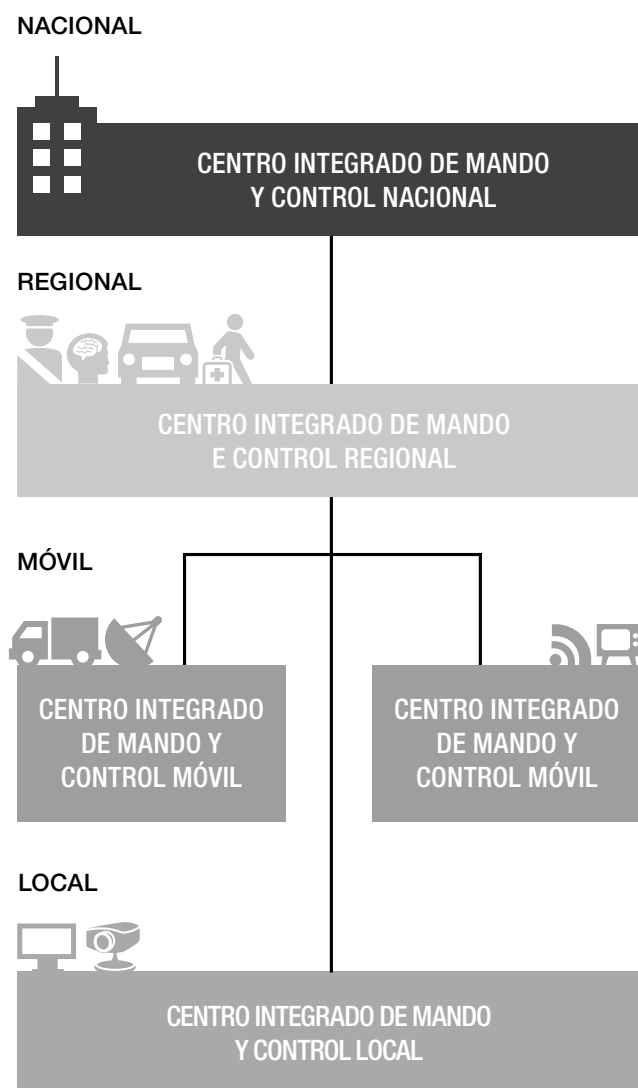 NACIONAL
CENTRO INTEGRADO DE MANDO
Y CONTROL NACIONAL
REGIONAL
CENTRO INTEGRADO DE MANDO
E CONTROL REGIONAL
MÓVIL
CENTRO INTEGRADO
DE MANDO Y
CONTROL MÓVIL
CENTRO INTEGRADO
DE MANDO Y
CONTROL MÓVIL
LOCAL
CENTRO INTEGRADO DE MANDO
Y CONTROL LOCAL